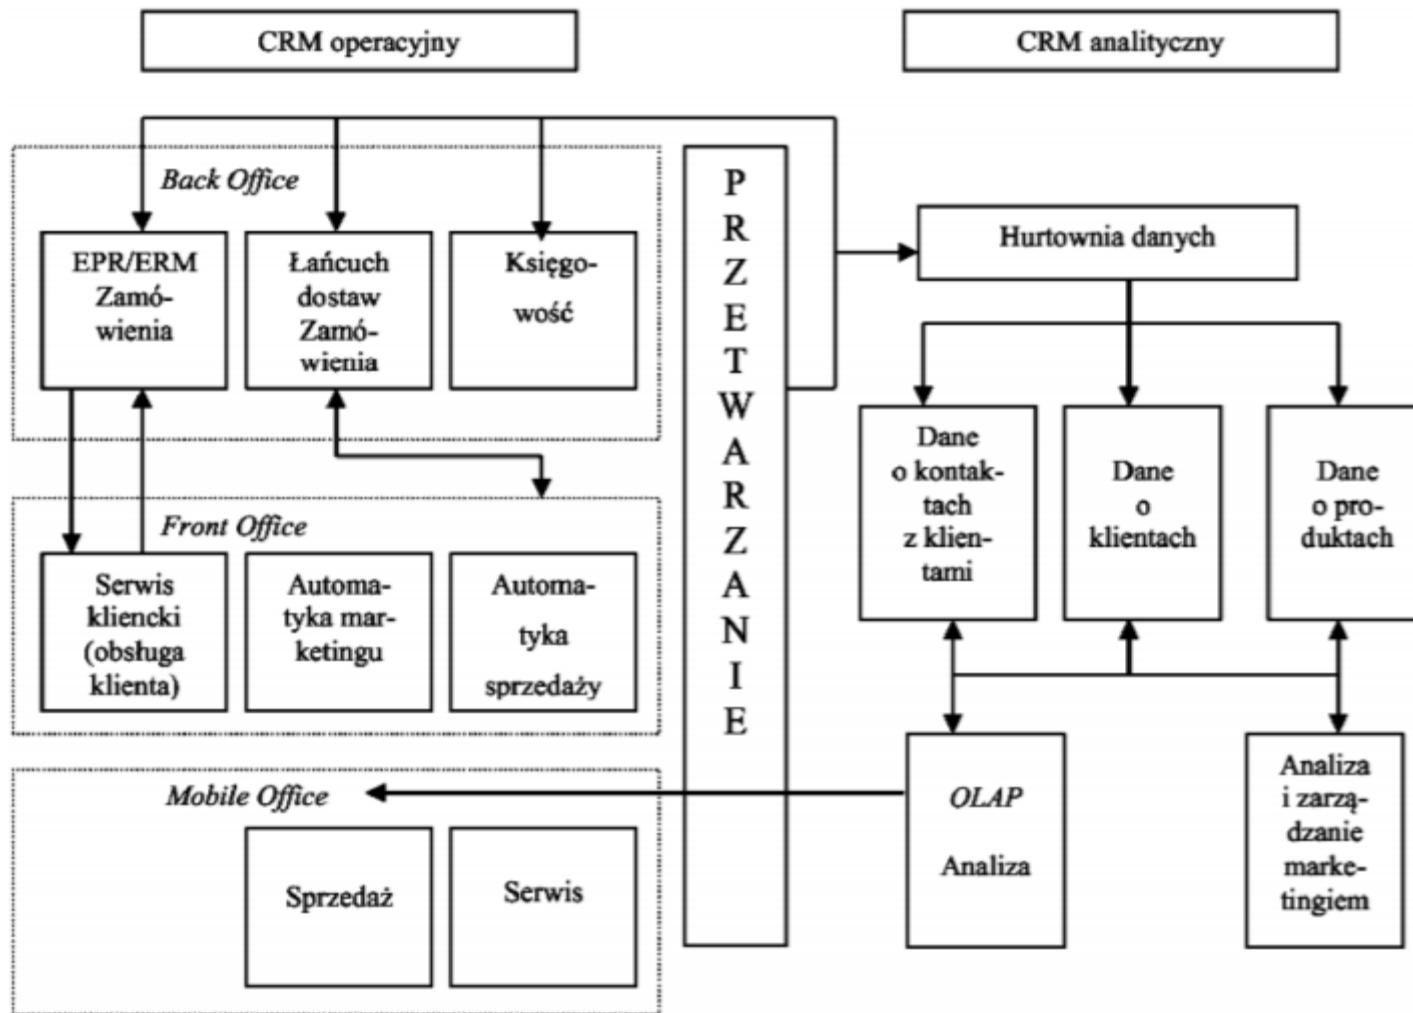 CRM operacyjny
CRM analityczny
Back Office
EPR/ERM
Zamó-
wienia
Łańcuch
dostaw
Zamó-
wienia
Księgo-
wość
Front Office
Serwis
kliencki
(obsługa
klienta)
Automa-
tyka mar-
ketingu
Automa-
tyka
sprzedaży
Mobile Office
Sprzedaż
Serwis
P
R
Z
E
T
W
A
R
Z
A
N
I
E
Hurtownia danych
Dane
o kontak-
tach
z klien-
tami
Dane
o
klientach
Dane
o pro-
duktach
OLAP
Analiza
Analiza
i zarzą-
dzanie
marke-
tingiem